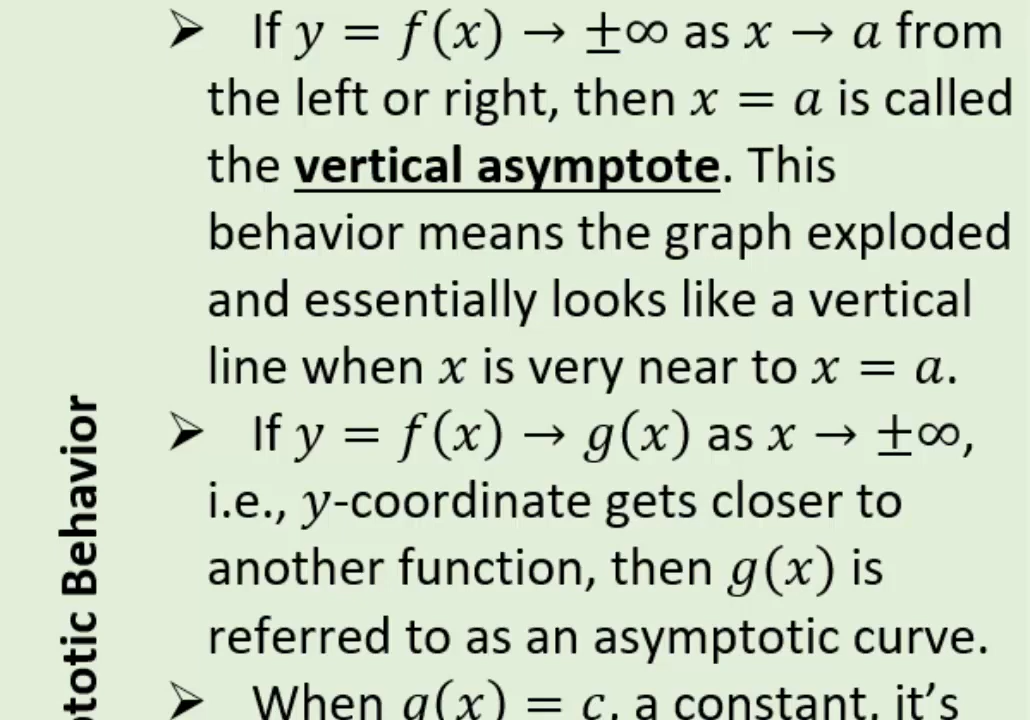 ➢ If y = f(x) → ±∞ as x → a from
the left or right, then x = a is called
the vertical asymptote. This
behavior means the graph exploded
and essentially looks like a vertical
line when x is very near to x = a.
➢ If y = f(x) → g(x) as x → ±∞,
i.e., y-coordinate gets closer to
another function, then g(x) is
referred to as an asymptotic curve.
➢ When g(x) = c, a constant, it's
ptotic Behavior